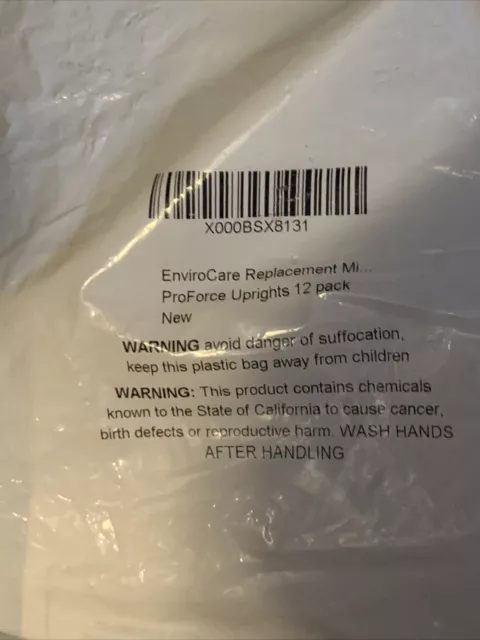 X000BSX8131
EnviroCare Replacement Mi...
ProForce Uprights 12 pack
New
WARNING avoid danger of suffocation,
keep this plastic bag away from children
WARNING: This product contains chemicals
known to the State of California to cause cancer,
birth defects or reproductive harm. WASH HANDS
AFTER HANDLING